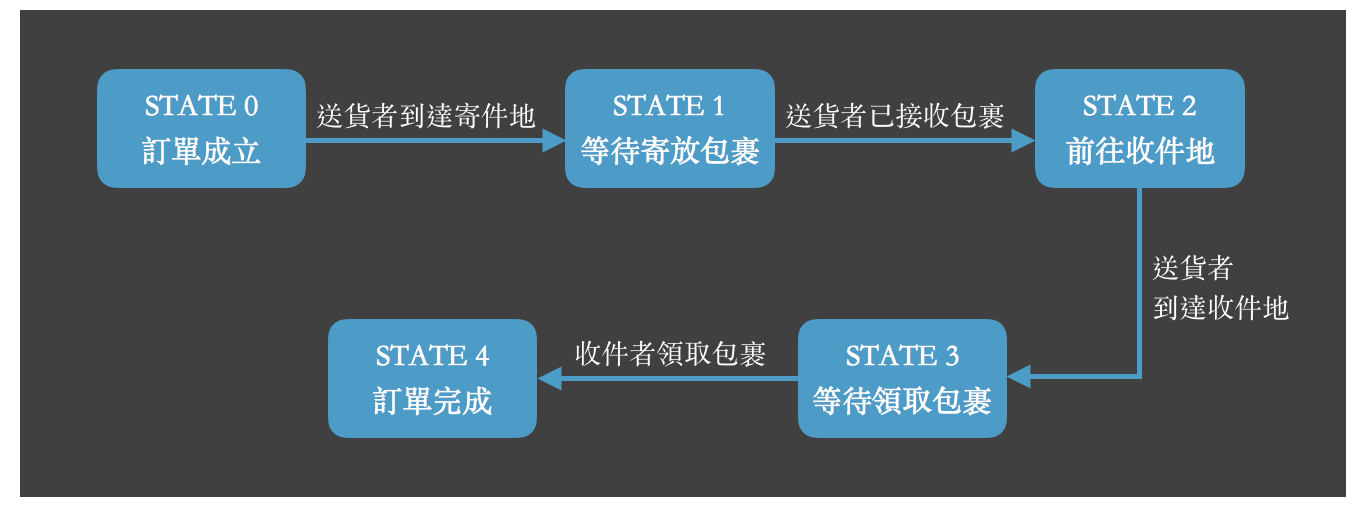 STATE 0
訂單成立
送貨者到達寄件地
STATE 1
等待寄放包裹
送貨者已接收包裹
STATE 2
前往收件地
送貨者
到達收件地
STATE 3
等待領取包裹
收件者領取包裹
STATE 4
訂單完成